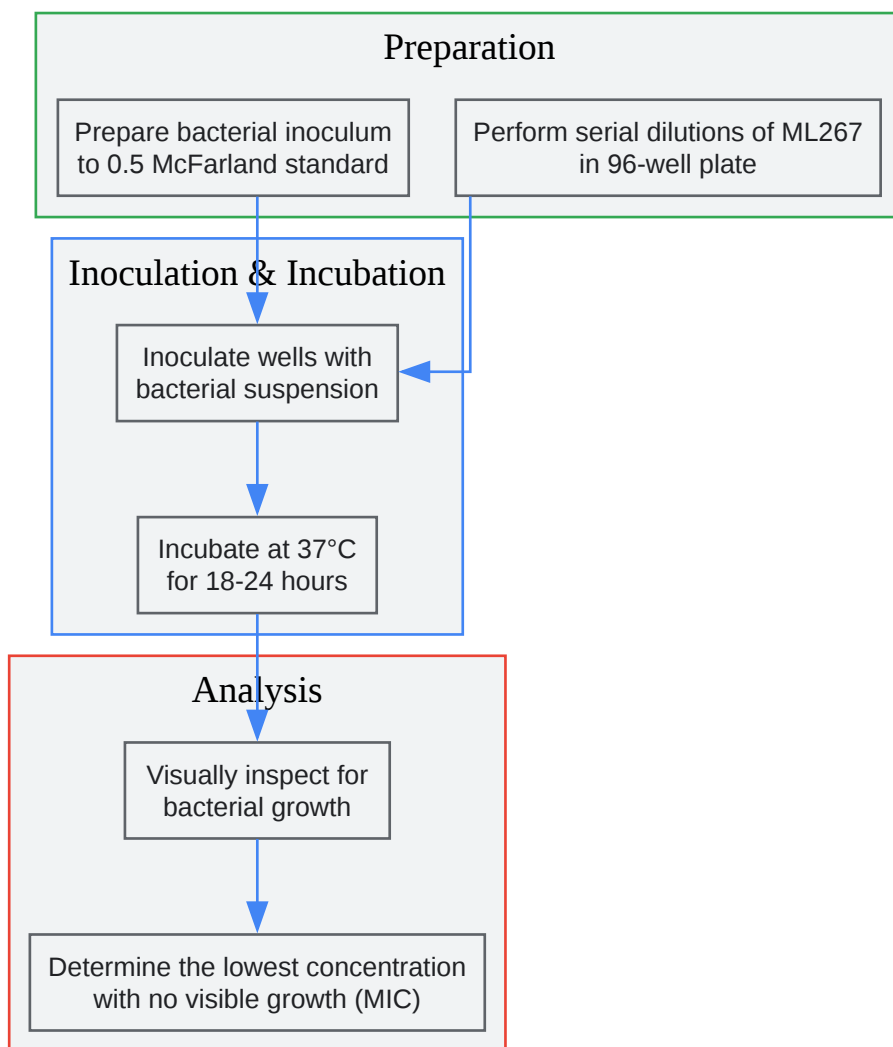 Preparation
Prepare bacterial inoculum
to 0.5 McFarland standard
Perform serial dilutions of ML267
in 96-well plate
Inoculation & Incubation
Inoculate wells with
bacterial suspension
Incubate at 37°C
for 18-24 hours
Analysis
Visually inspect for
bacterial growth
Determine the lowest concentration
with no visible growth (MIC)